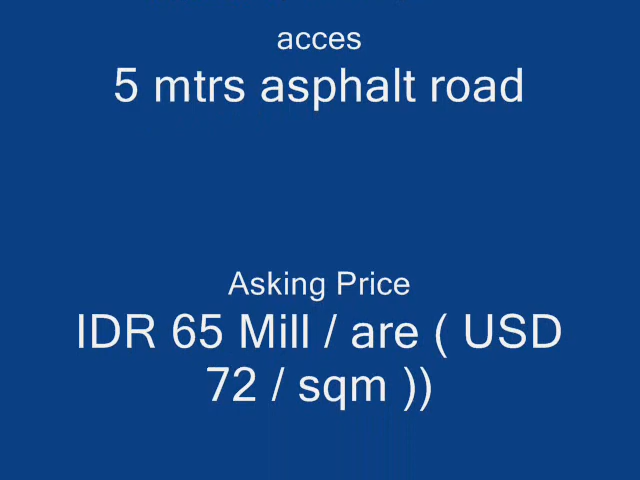 acces
5 mtrs asphalt road
Asking Price
IDR 65 Mill / are ( USD
72 / sqm ))